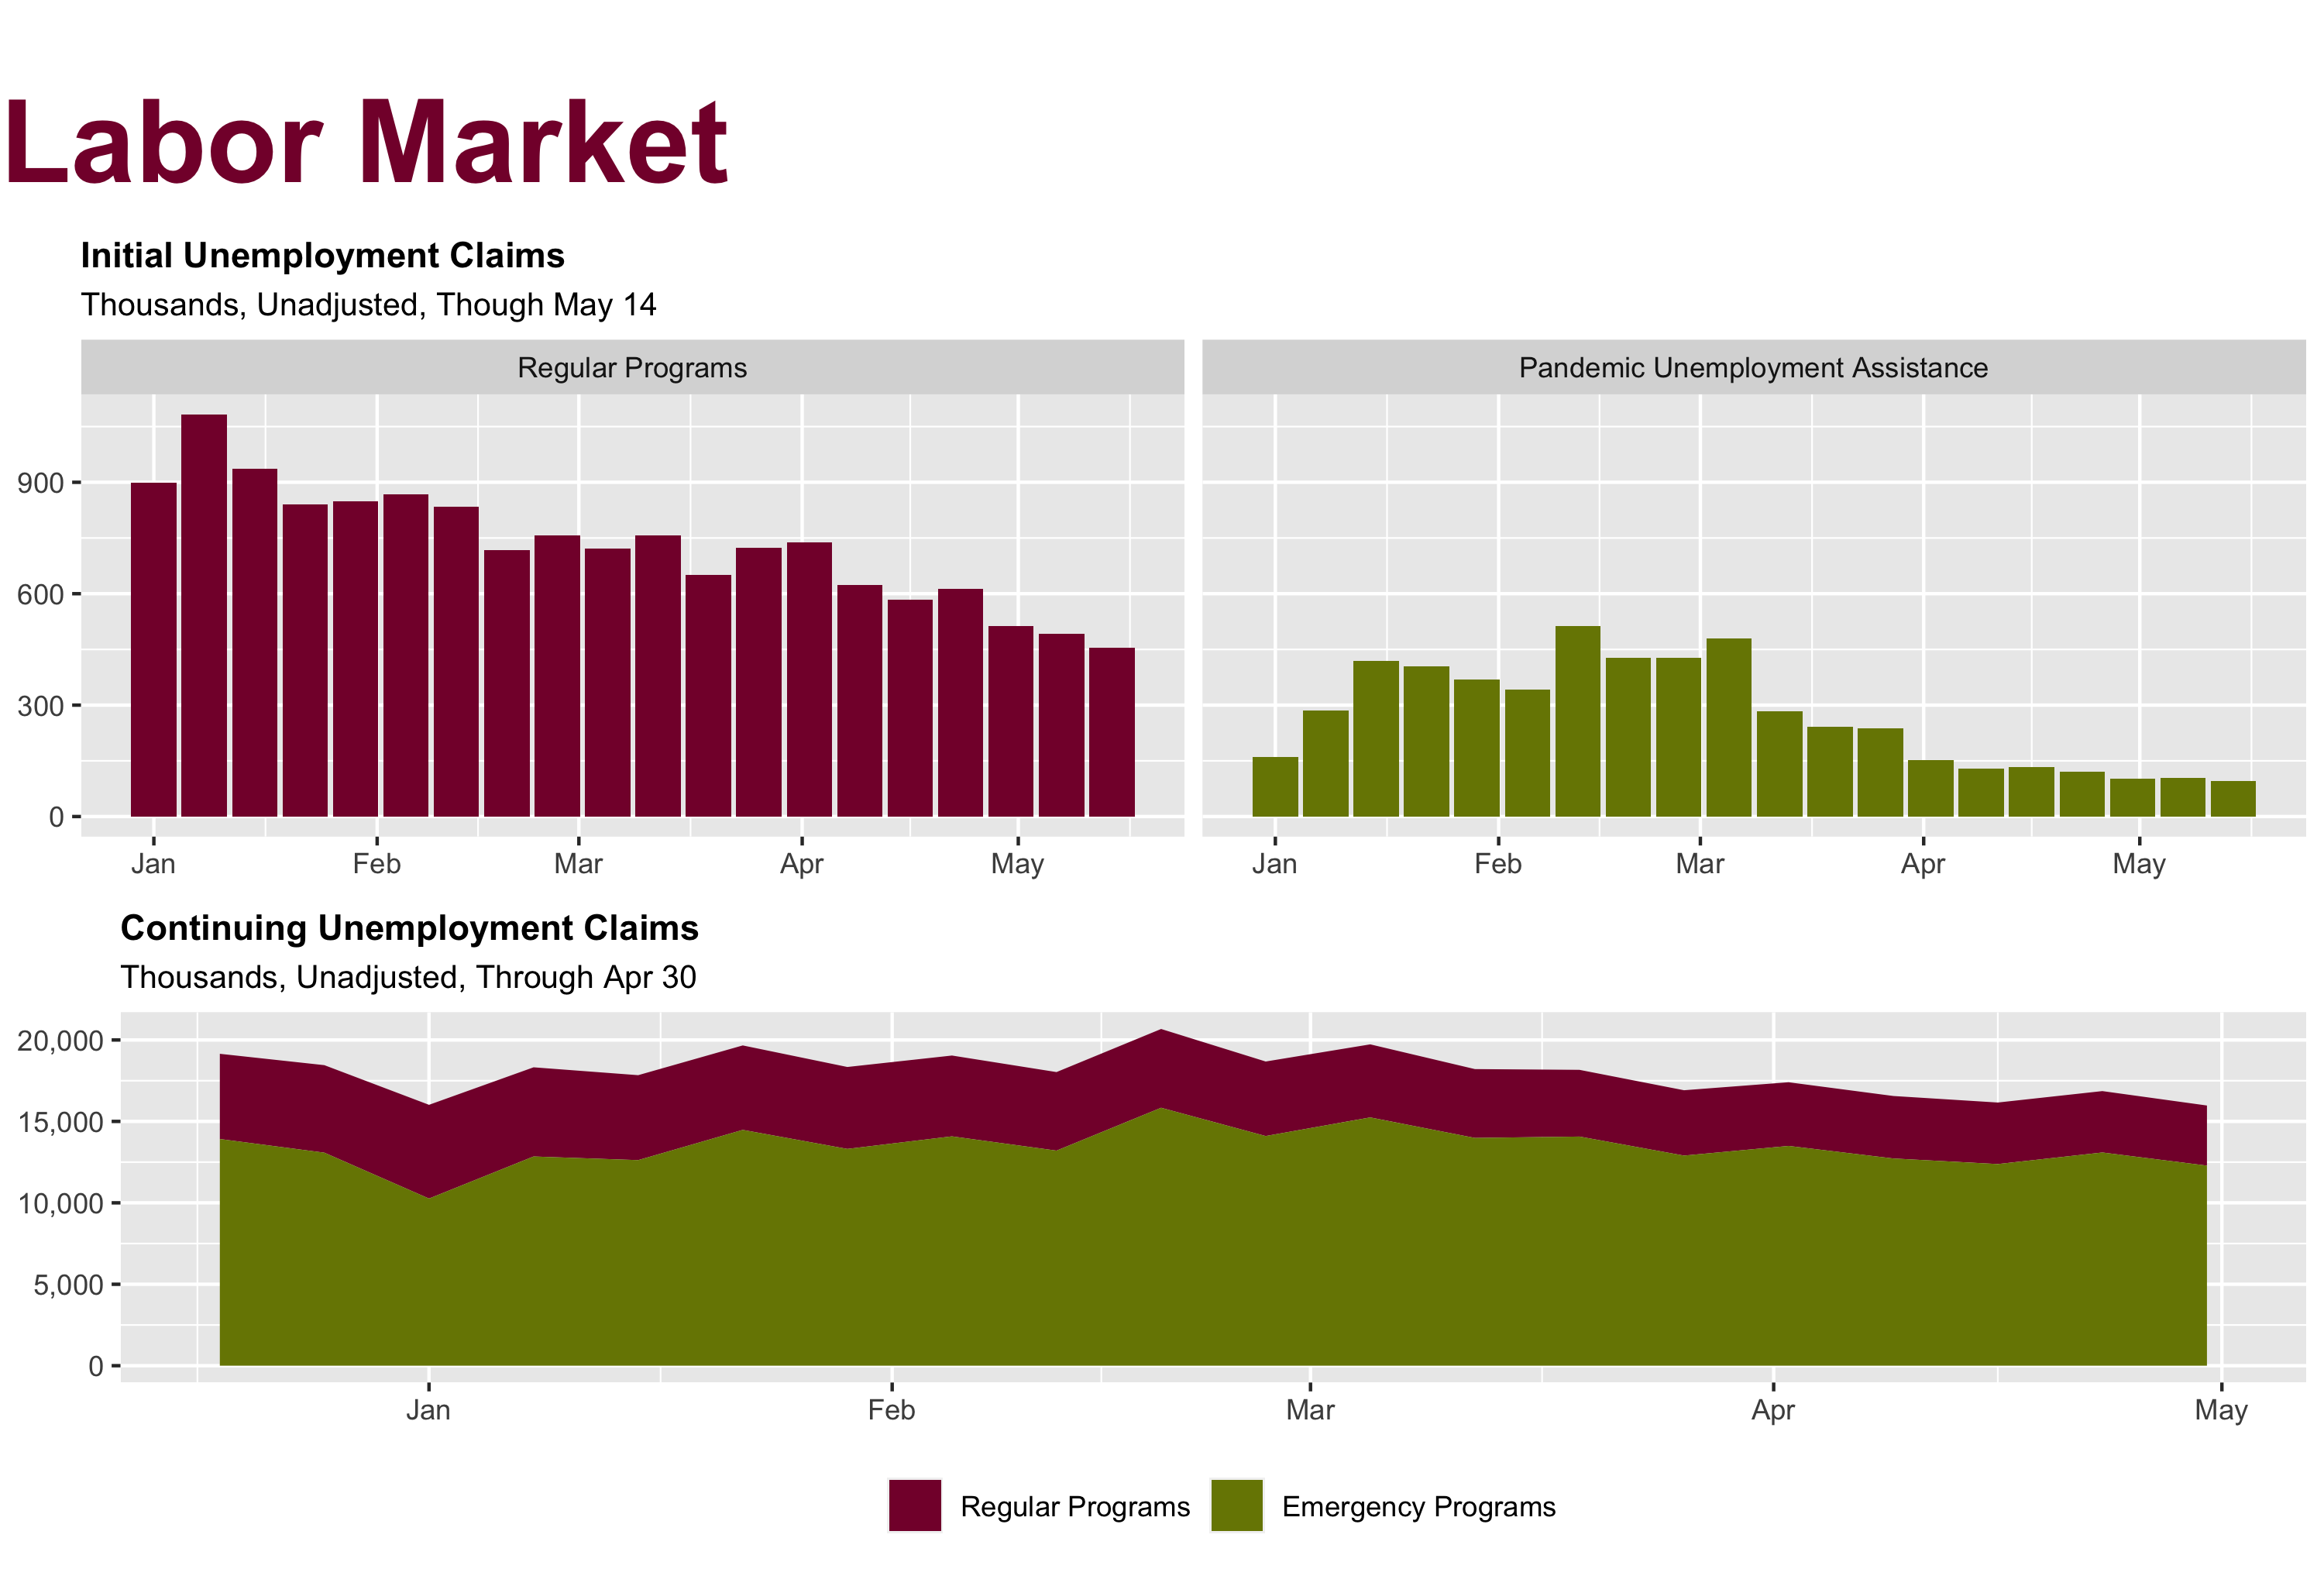 Labor Market
Initial Unemployment Claims
Thousands, Unadjusted, Though May 14
Regular Programs
Pandemic Unemployment Assistance
900
600
300
0
Jan Feb Mar Apr May
Jan Feb Mar Apr May
Continuing Unemployment Claims
Thousands, Unadjusted, Through Apr 30
20,000
15,000
10,000
5,000
0
Jan Feb Mar Apr May
Regular Programs
Emergency Programs